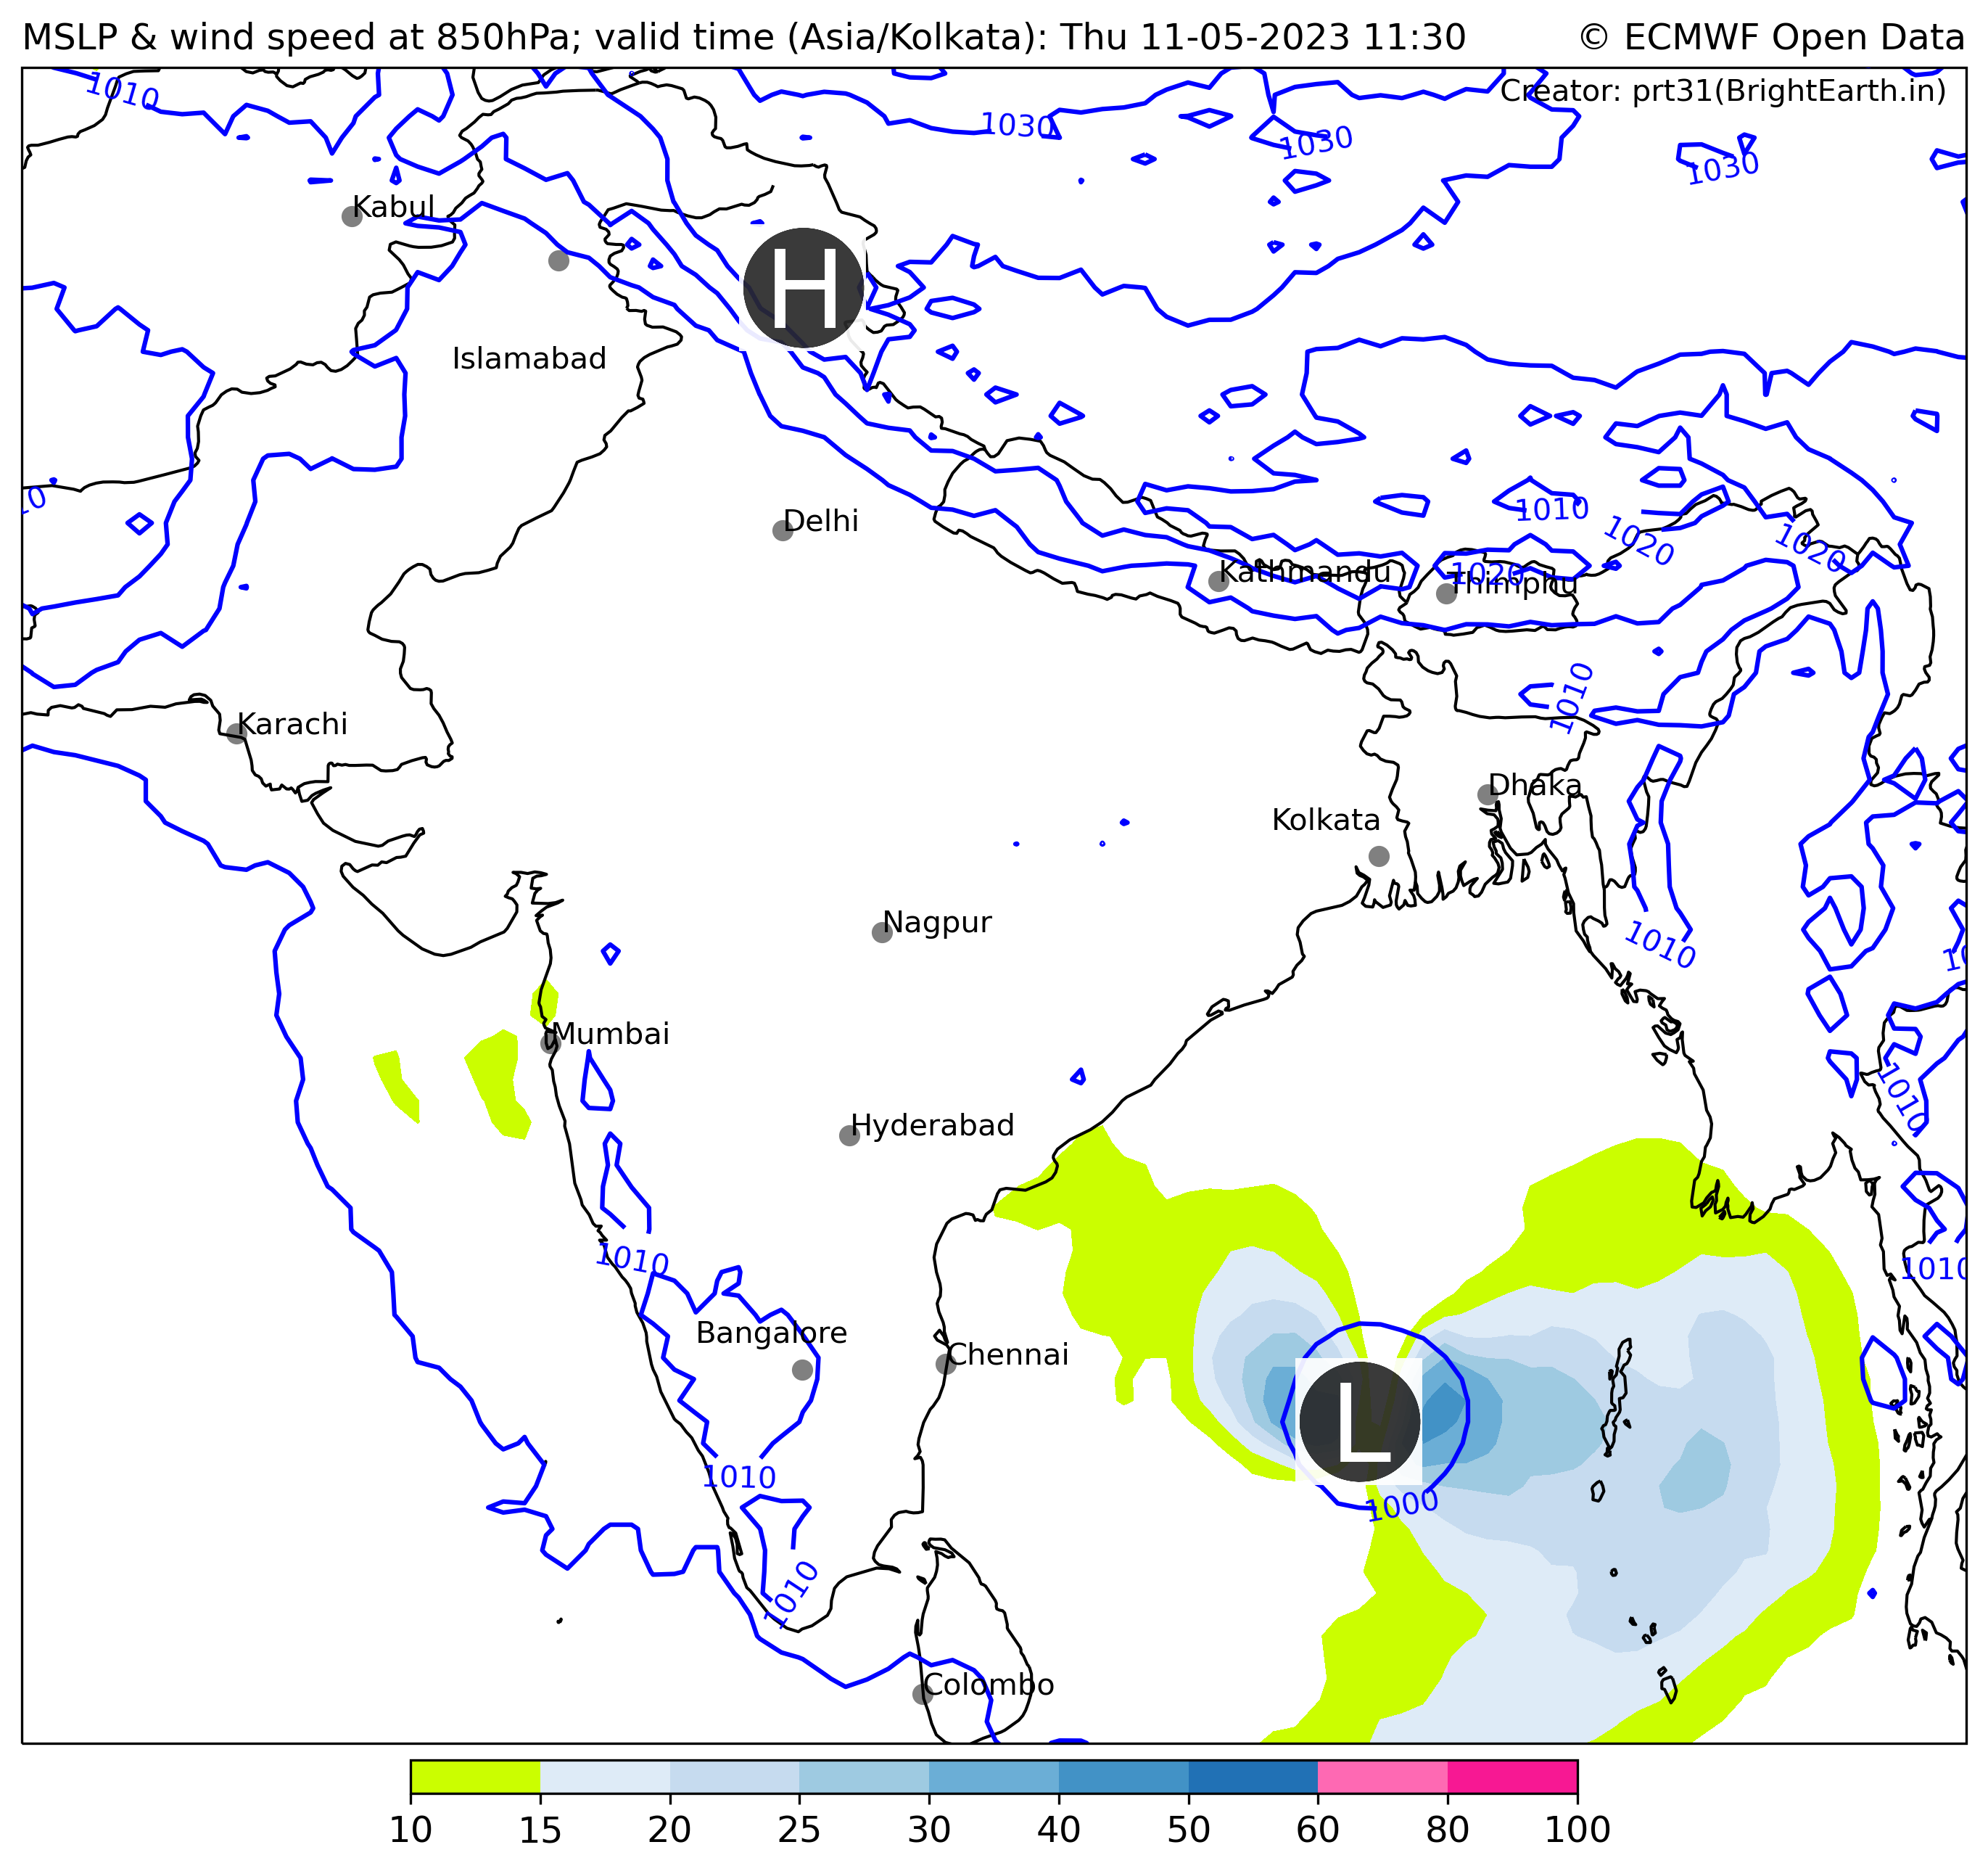 MSLP & wind speed at 850hPa; valid time (Asia/Kolkata): Thu 11-05-2023 11:30 © ECMWF Open Data
Creator: prt31(BrightEarth.in)
1010
1030
1030
1030
Kabul
H
Islamabad
10
Delhi
1010
1020
1020
Kathmandu
1020
Thimphu
1010
Karachi
Dhaka
Kolkata
Nagpur
1010
10
Mumbai
1010
Hyderabad
1010
1010
Bangalore
Chennai
L
1010
1000
1010
Colombo
10 15 20 25 30 40 50 60 80 100